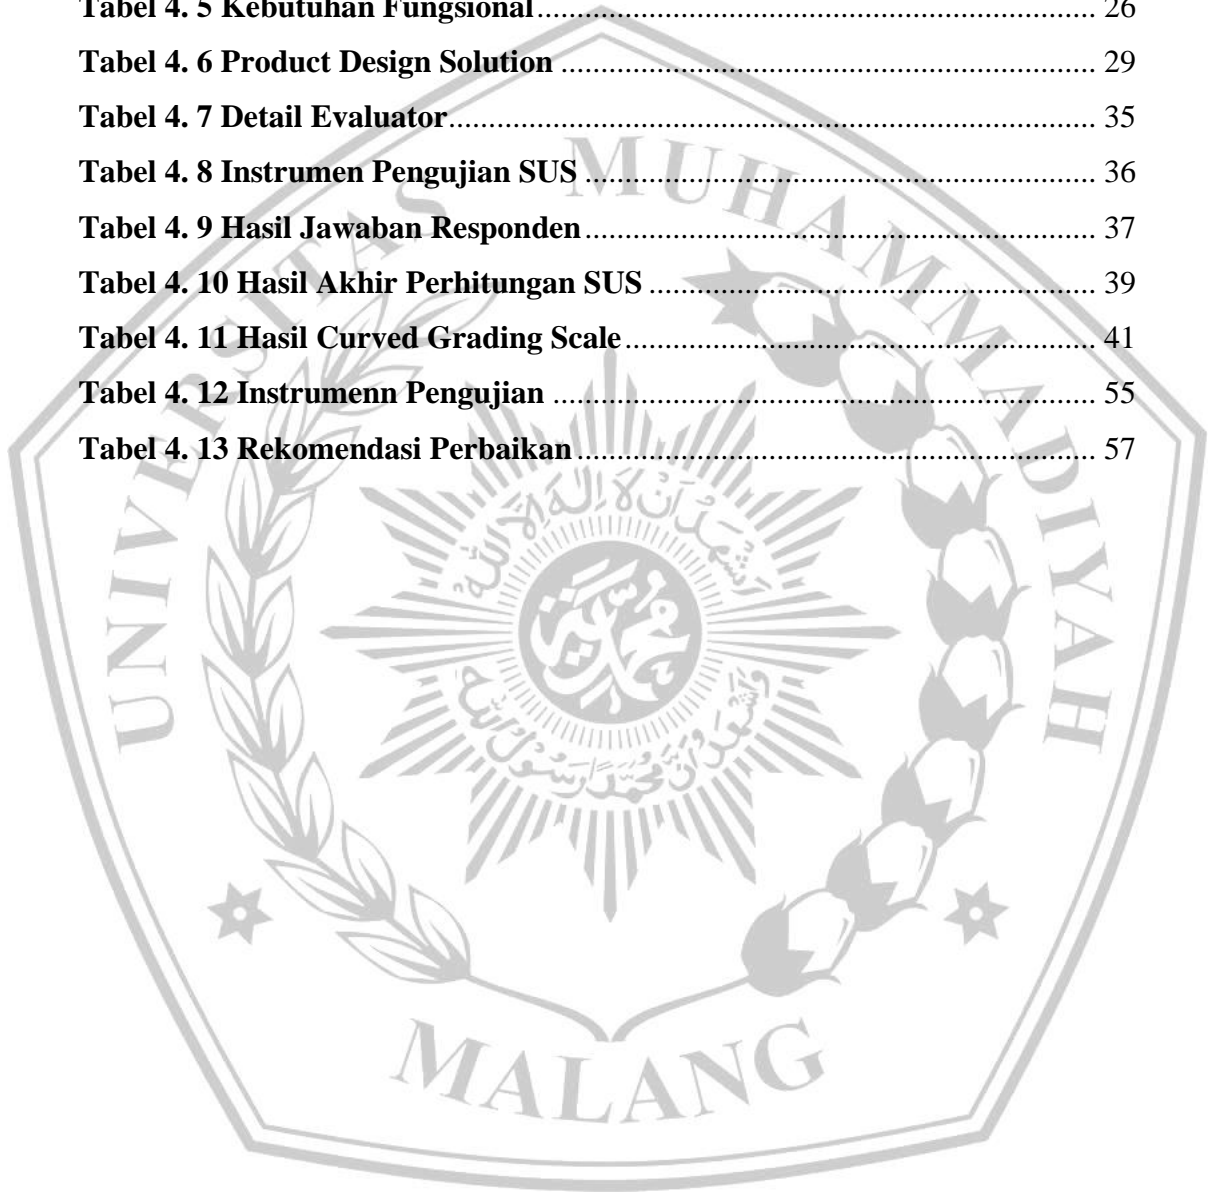 Tabel 4. 5 Kebutuhan Fungsional........................................................................ 26
Tabel 4. 6 Product Design Solution ..................................................................... 29
Tabel 4. 7 Detail Evaluator................................................................................... 35
Tabel 4. 8 Instrumen Pengujian SUS .................................................................. 36
Tabel 4. 9 Hasil Jawaban Responden.................................................................. 37
Tabel 4. 10 Hasil Akhir Perhitungan SUS .......................................................... 39
Tabel 4. 11 Hasil Curved Grading Scale............................................................. 41
Tabel 4. 12 Instrumenn Pengujian ...................................................................... 55
Tabel 4. 13 Rekomendasi Perbaikan................................................................... 57
UNIVERSITAS MUHAMMADIYAH
MALANG